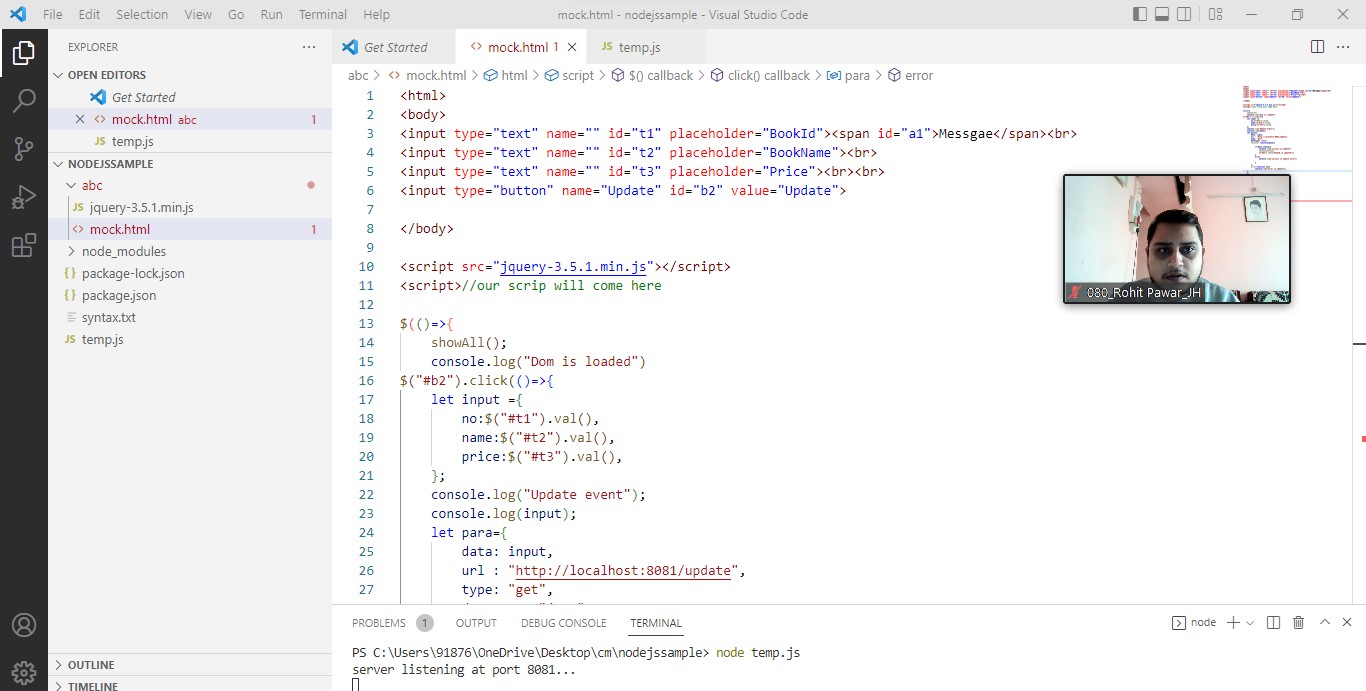 File Edit Selection View Go Run Terminal Help mock.html - nodejssample - Visual Studio Code
EXPLORER
OPEN EDITORS
Get Started
mock.html abc 1
temp.js
NODEJSSAMPLE
abc
JS jquery-3.5.1.min.js
mock.html 1
node_modules
package-lock.json
package.json
syntax.txt
JS temp.js
OUTLINE
TIMELINE
Get Started mock.html 1 JS temp.js
abc > mock.html > html > script > $() callback > click() callback > para > error
1 <html>
2 <body>
3 <input type="text" name="" id="t1" placeholder="BookId"><span id="a1">Messgae</span><br>
4 <input type="text" name="" id="t2" placeholder="BookName"><br>
5 <input type="text" name="" id="t3" placeholder="Price"><br><br>
6 <input type="button" name="Update" id="b2" value="Update">
7
8 </body>
9
10 <script src="jquery-3.5.1.min.js"></script>
11 <script>//our scrip will come here
12
13 $(()=>{
14 showAll();
15 console.log("Dom is loaded")
16 $("#b2").click(()=>{
17 let input ={
18 no:$("#t1").val(),
19 name:$("#t2").val(),
20 price:$("#t3").val(),
21 };
22 console.log("Update event");
23 console.log(input);
24 let para={
25 data: input,
26 url : "http://localhost:8081/update",
27 type: "get",
080_Rohit Pawar_JH
PROBLEMS 1 OUTPUT DEBUG CONSOLE TERMINAL node
PS C:\Users\91876\OneDrive\Desktop\cm\nodejssample> node temp.js
server listening at port 8081...